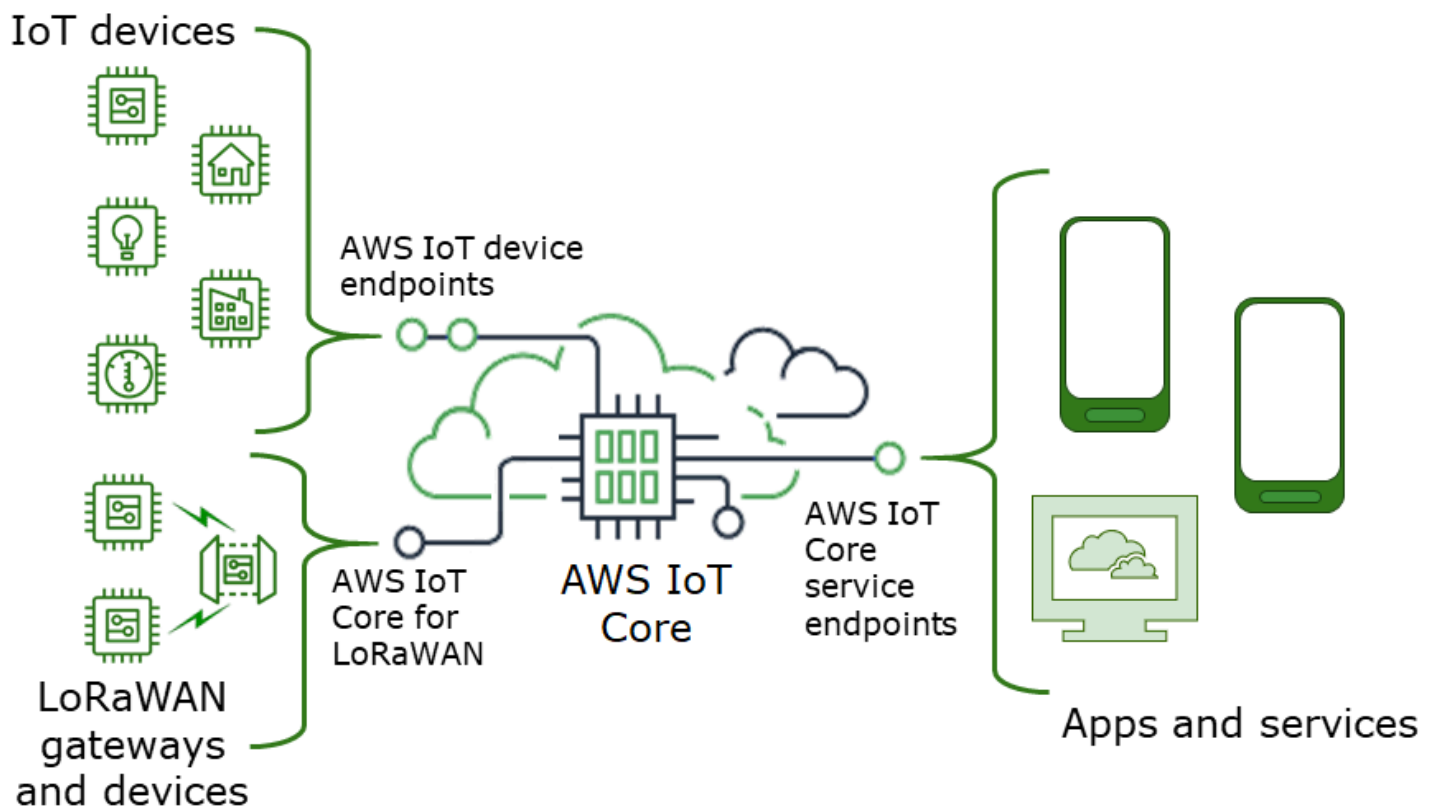 IoT devices
AWS IoT device
endpoints
AWS IoT
Core for
LoRaWAN
AWS IoT
Core
AWS IoT
Core
service
endpoints
LoRaWAN
gateways
and devices
Apps and services